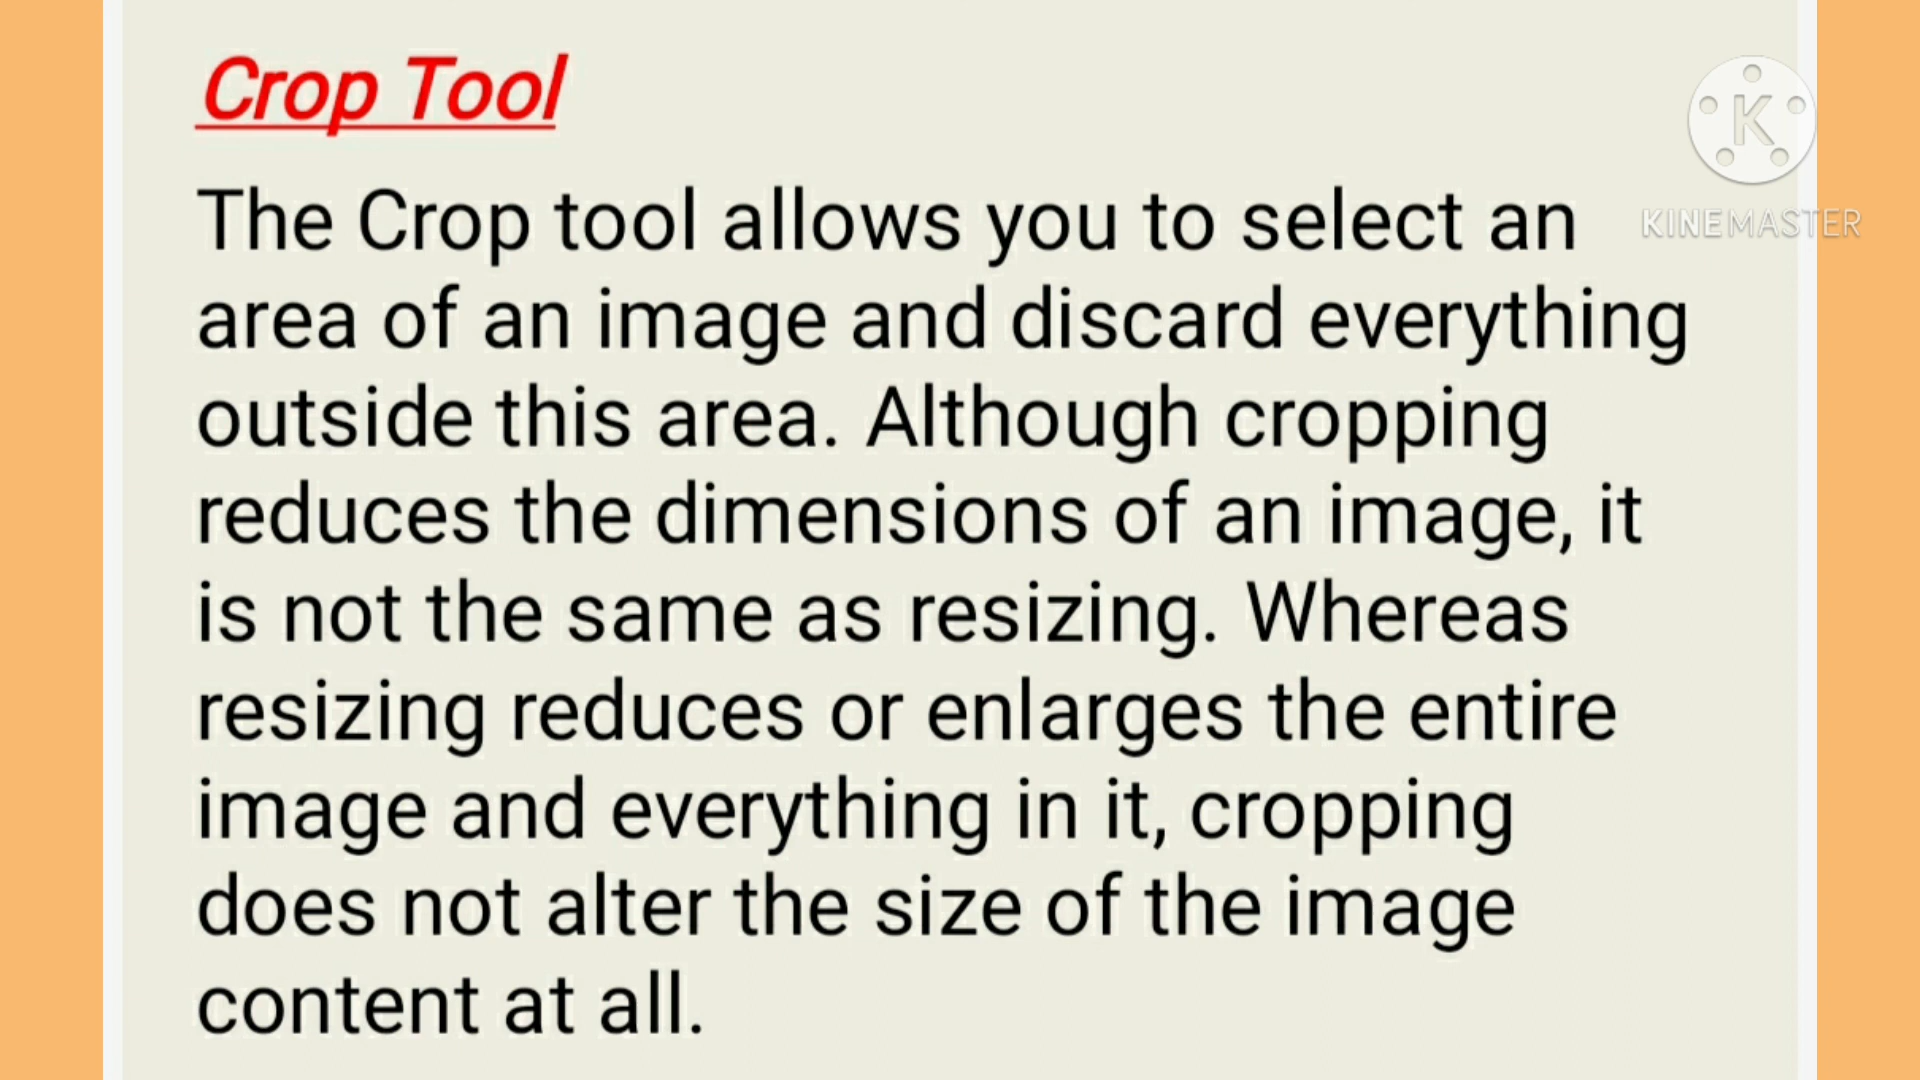 Crop Tool
The Crop tool allows you to select an
area of an image and discard everything
outside this area. Although cropping
reduces the dimensions of an image, it
is not the same as resizing. Whereas
resizing reduces or enlarges the entire
image and everything in it, cropping
does not alter the size of the image
content at all.
K
KINEMASTER